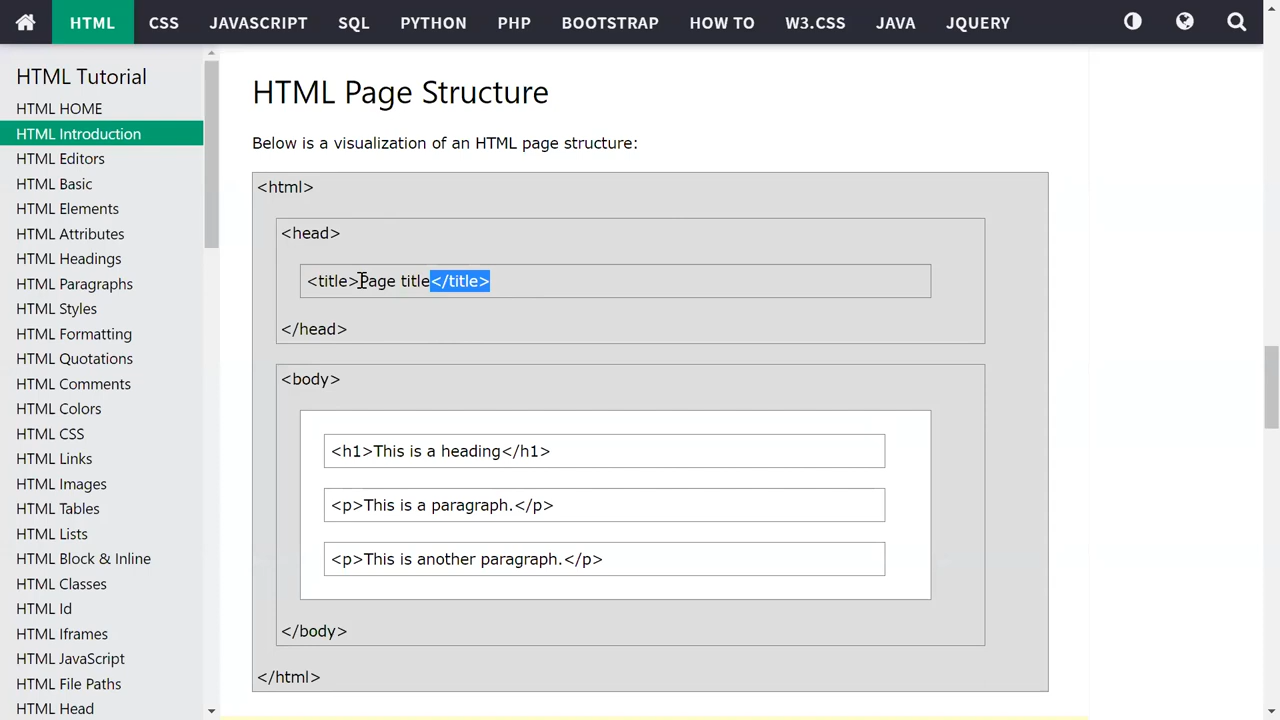 HTML CSS JAVASCRIPT SQL PYTHON PHP BOOTSTRAP HOW TO W3.CSS JAVA JQUERY
HTML Tutorial
HTML HOME
HTML Introduction
HTML Editors
HTML Basic
HTML Elements
HTML Attributes
HTML Headings
HTML Paragraphs
HTML Styles
HTML Formatting
HTML Quotations
HTML Comments
HTML Colors
HTML CSS
HTML Links
HTML Images
HTML Tables
HTML Lists
HTML Block & Inline
HTML Classes
HTML Id
HTML Iframes
HTML JavaScript
HTML File Paths
HTML Head
HTML Page Structure
Below is a visualization of an HTML page structure:
<html>
<head>
<title>Page title</title>
</head>
<body>
<h1>This is a heading</h1>
<p>This is a paragraph.</p>
<p>This is another paragraph.</p>
</body>
</html>